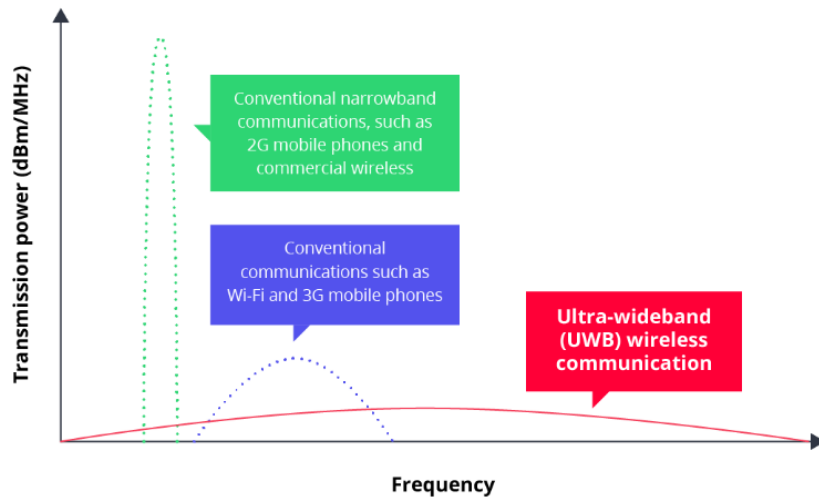 Transmission power (dBm/MHz)
Conventional narrowband
communications, such as
2G mobile phones and
commercial wireless
Conventional
communications such as
Wi-Fi and 3G mobile phones
Ultra-wideband
(UWB) wireless
communication
Frequency